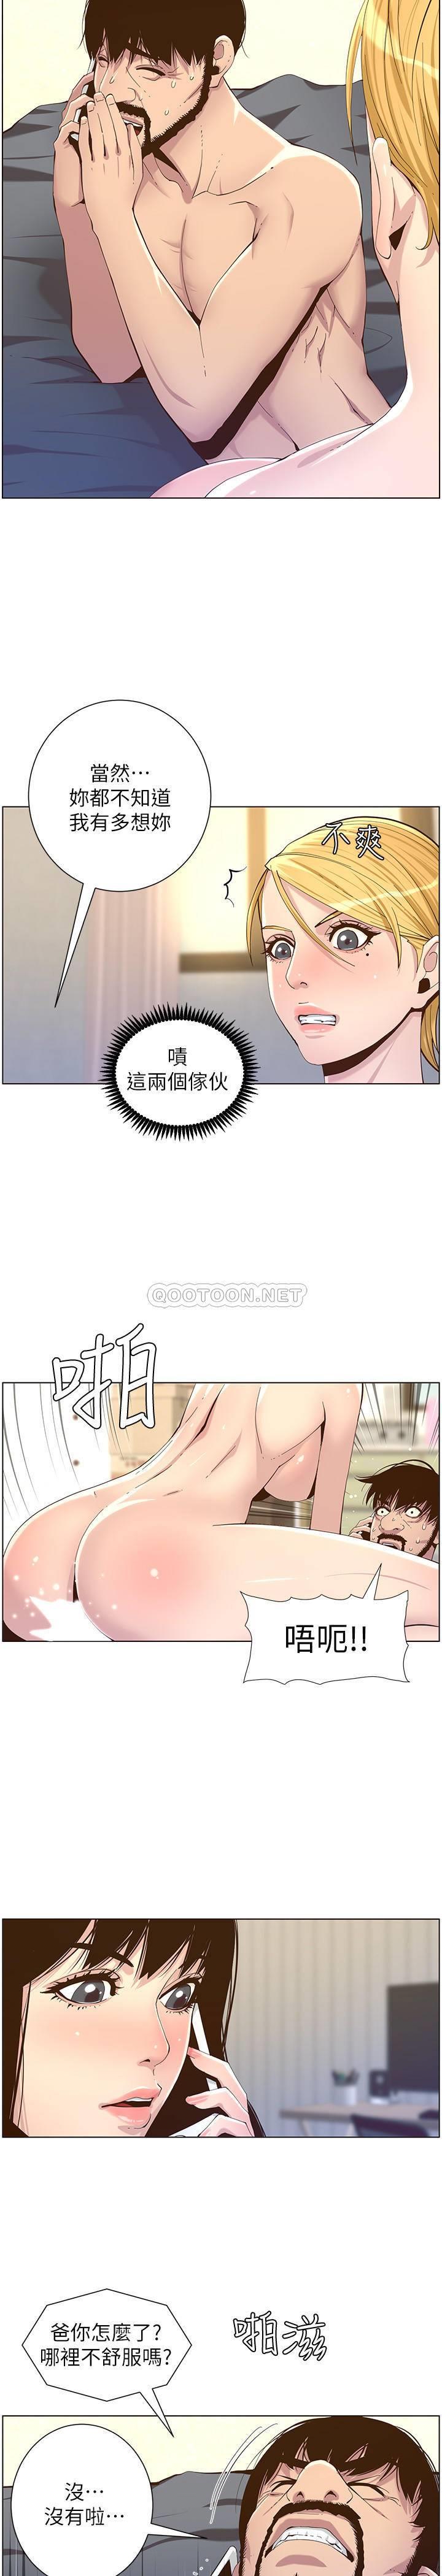 當然…
妳都不知道
我有多想妳
不爽
嘖
這兩個傢伙
QOOTOON.NET
啪
唔呃!!
爸你怎麼了?
哪裡不舒服嗎?
啪滋
沒…
沒有啦…